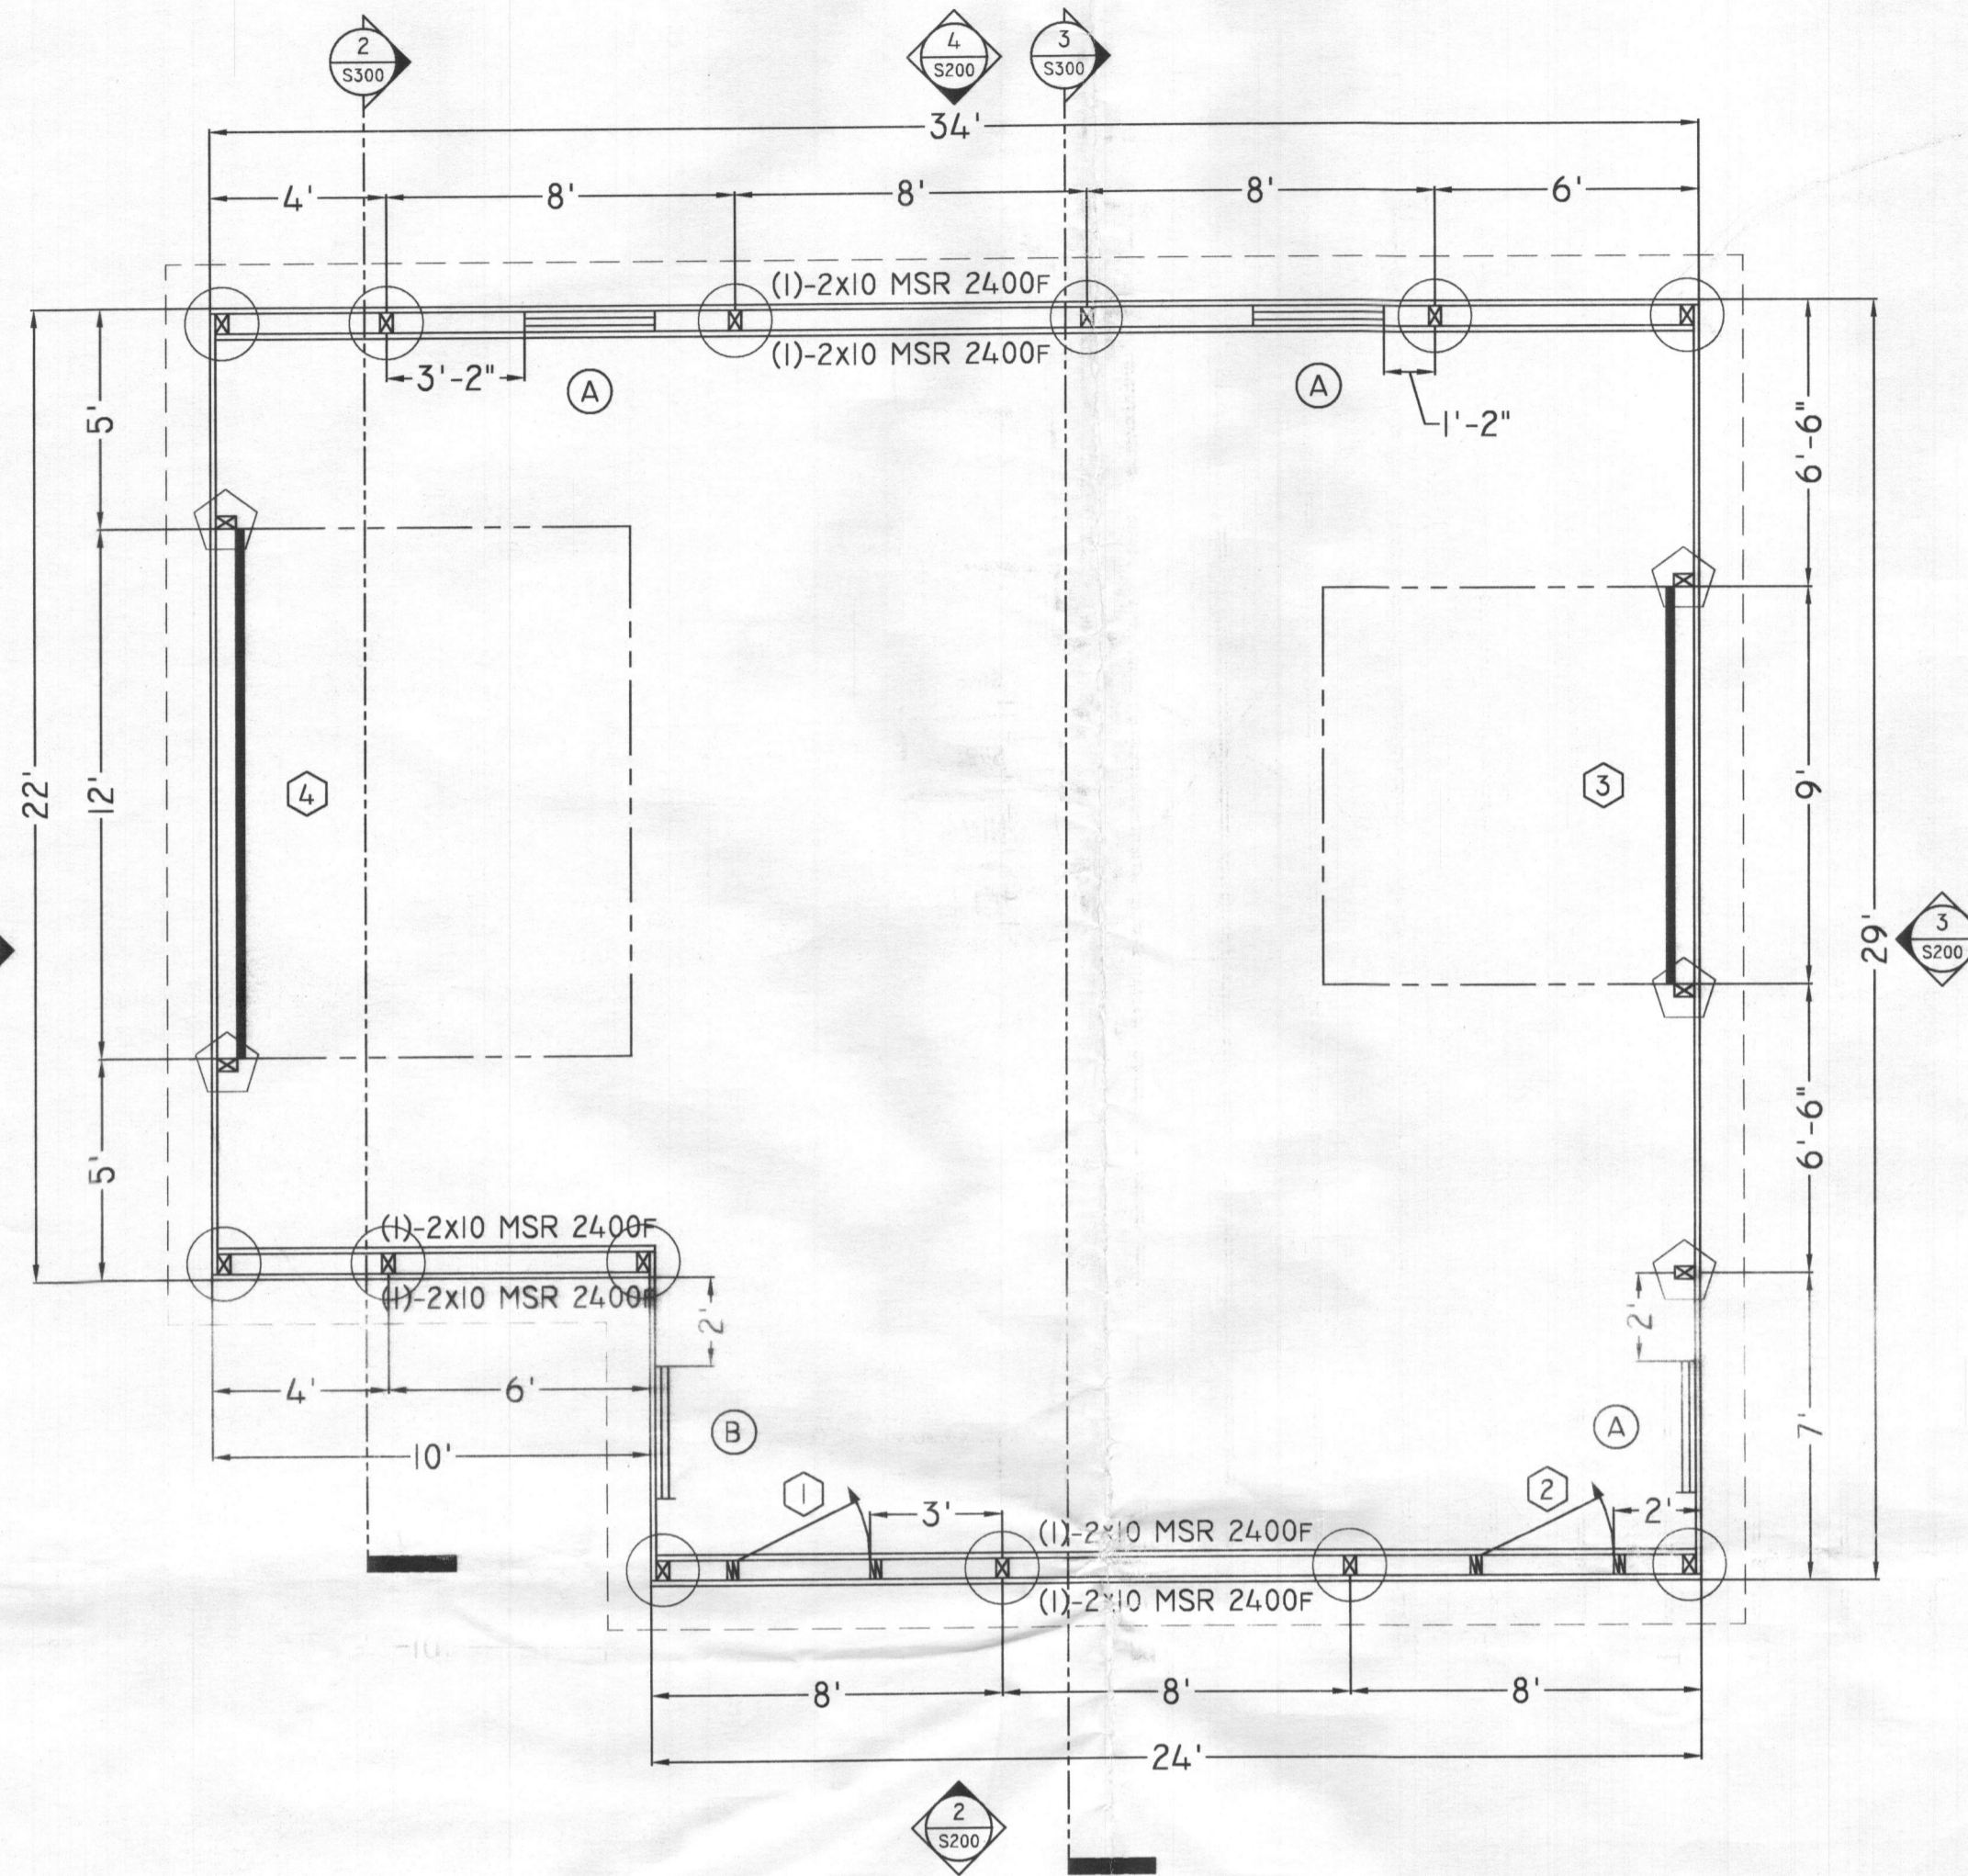 2
S300
4
S200
3
S300
34'
4'
8'
8'
8'
6'
(1)-2x10 MSR 2400F
(1)-2x10 MSR 2400F
3'-2"
A
A
1'-2"
5'
6'-6"
22'
12'
4
3
9'
29'
3
S200
5'
6'-6"
(1)-2x10 MSR 2400F
(1)-2x10 MSR 2400F
2'
2'
4'
6'
10'
B
A
7'
1
3'
2
2'
(1)-2x10 MSR 2400F
(1)-2x10 MSR 2400F
8'
8'
8'
24'
2
S200